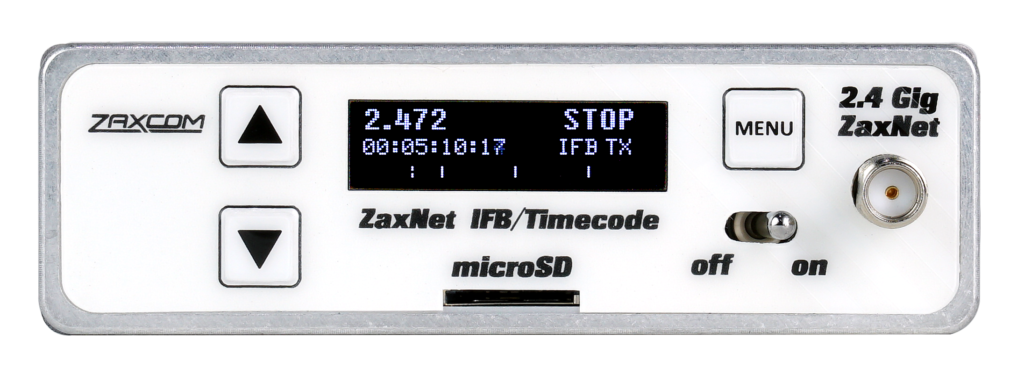 ZAXCOM
2.472 STOP
00:05:10:17 IFB TX
MENU
2.4 Gig
ZaxNet
ZaxNet IFB/Timecode
microSD
off on